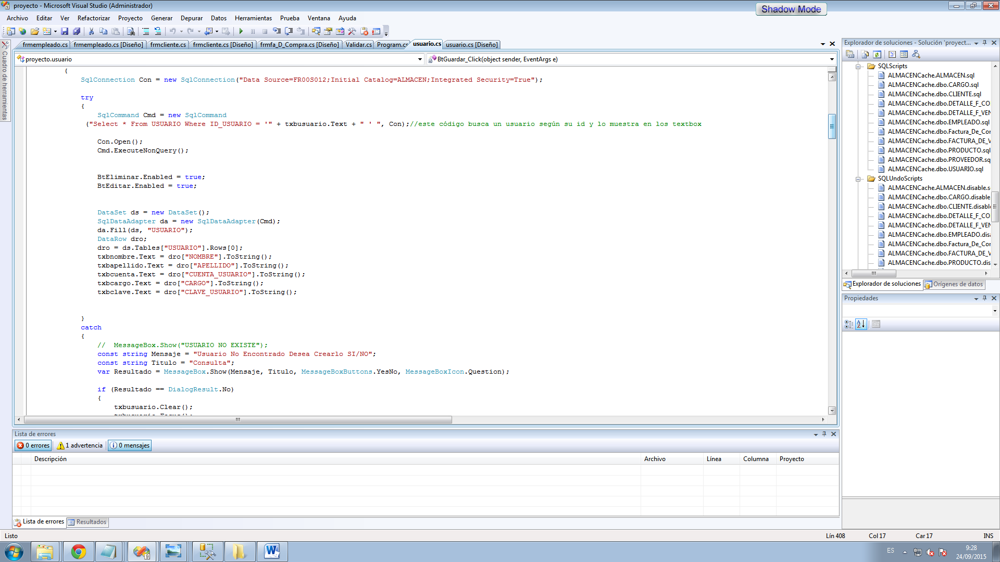 proyecto - Microsoft Visual Studio (Administrador)
Shadow Mode
Archivo Editar Ver Refactorizar Proyecto Generar Depurar Datos Herramientas Prueba Ventana Ayuda
frmempleado.cs frmempleado.cs [Diseño] frmcliente.cs frmcliente.cs [Diseño] frmfa_D_Compra.cs [Diseño] Validar.cs Program.cs usuario.cs usuario.cs [Diseño]
Cuadro de herramientas
proyecto.usuario
BtGuardar_Click(object sender, EventArgs e)
{
SqlConnection Con = new SqlConnection("Data Source=FR00S012;Initial Catalog=ALMACEN;Integrated Security=True");
try
{
SqlCommand Cmd = new SqlCommand
("Select * From USUARIO Where ID_USUARIO = '" + txbusuario.Text + " ' ", Con);//este código busca un usuario según su id y lo muestra en los textbox
Con.Open();
Cmd.ExecuteNonQuery();
BtEliminar.Enabled = true;
BtEditar.Enabled = true;
DataSet ds = new DataSet();
SqlDataAdapter da = new SqlDataAdapter(Cmd);
da.Fill(ds, "USUARIO");
DataRow dro;
dro = ds.Tables["USUARIO"].Rows[0];
txbnombre.Text = dro["NOMBRE"].ToString();
txbapellido.Text = dro["APELLIDO"].ToString();
txbcuenta.Text = dro["CUENTA_USUARIO"].ToString();
txbcargo.Text = dro["CARGO"].ToString();
txbclave.Text = dro["CLAVE_USUARIO"].ToString();
}
catch
{
// MessageBox.Show("USUARIO NO EXISTE");
const string Mensaje = "Usuario No Encontrado Desea Crearlo SI/NO";
const string Titulo = "Consulta";
var Resultado = MessageBox.Show(Mensaje, Titulo, MessageBoxButtons.YesNo, MessageBoxIcon.Question);
if (Resultado == DialogResult.No)
{
txbusuario.Clear();
Explorador de soluciones - Solución 'proyect...
SQLScripts
ALMACENCache.ALMACEN.sql
ALMACENCache.dbo.CARGO.sql
ALMACENCache.dbo.CLIENTE.sql
ALMACENCache.dbo.DETALLE_F_CO
ALMACENCache.dbo.DETALLE_F_VEN
ALMACENCache.dbo.EMPLEADO.sql
ALMACENCache.dbo.Factura_De_Cor
ALMACENCache.dbo.FACTURA_DE_V
ALMACENCache.dbo.PRODUCTO.sql
ALMACENCache.dbo.PROVEEDOR.sq
ALMACENCache.dbo.USUARIO.sql
SQLUndoScripts
ALMACENCache.ALMACEN.disable.s
ALMACENCache.dbo.CARGO.disable
ALMACENCache.dbo.CLIENTE.disabl
ALMACENCache.dbo.DETALLE_F_CO
ALMACENCache.dbo.DETALLE_F_VEN
ALMACENCache.dbo.EMPLEADO.disa
ALMACENCache.dbo.Factura_De_Cor
ALMACENCache.dbo.FACTURA_DE_V
ALMACENCache.dbo.PRODUCTO.dis
Explorador de soluciones Orígenes de datos
Propiedades
Lista de errores
0 errores 1 advertencia 0 mensajes
Descripción Archivo Línea Columna Proyecto
Lista de errores Resultados
Listo Lín 408 Col 17 Car 17 INS
ES 9:28
24/09/2015